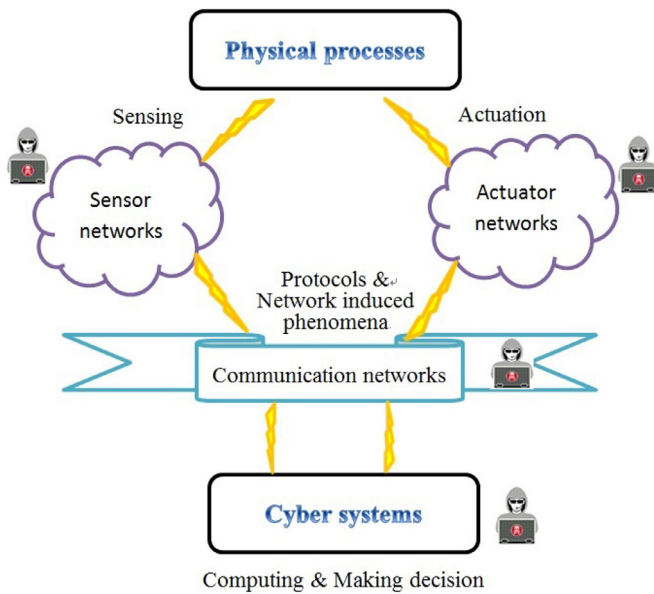 Physical processes
Sensing
Actuation
Sensor
networks
Actuator
networks
Protocols &
Network induced
phenomena
Communication networks
Cyber systems
Computing & Making decision